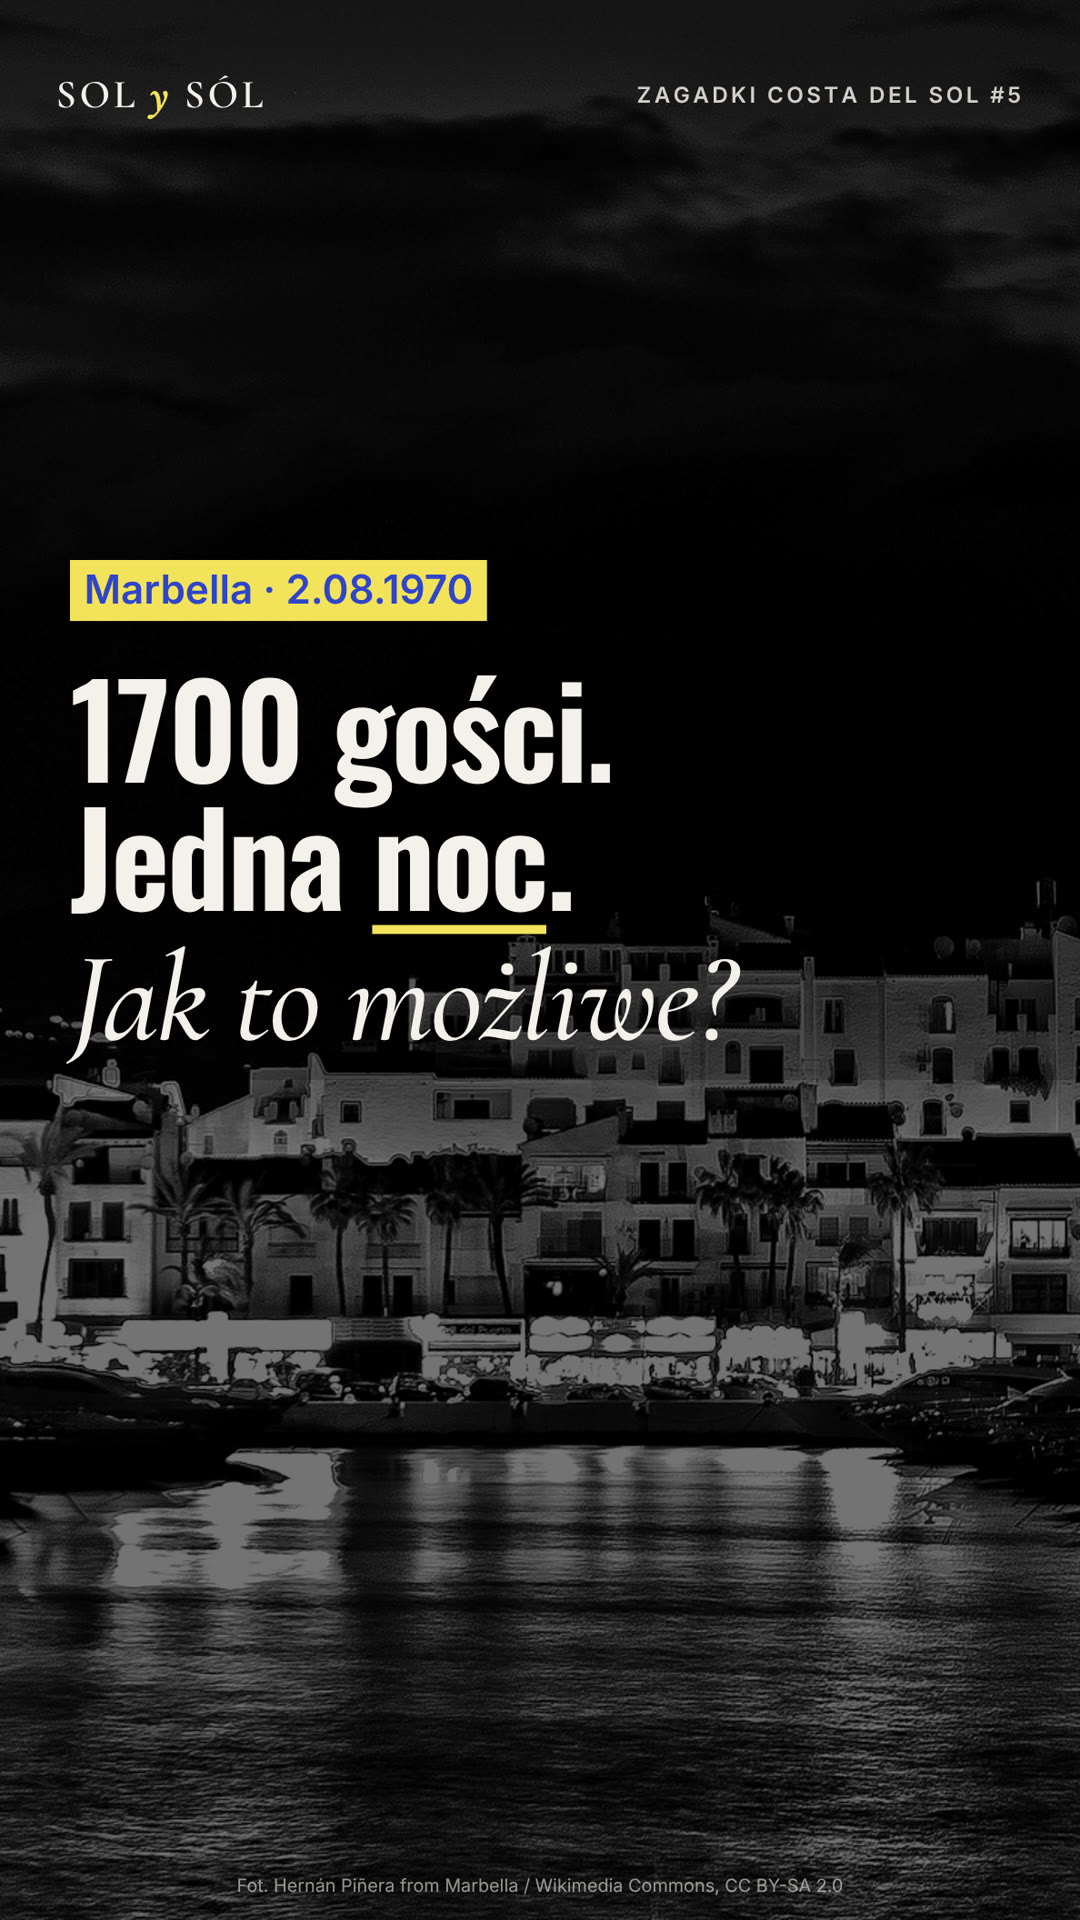 SOL y SÓL
ZAGADKI COSTA DEL SOL #5
Marbella · 2.08.1970
1700 gości.
Jedna noc.
Jak to możliwe?
Fot. Hernán Piñera from Marbella / Wikimedia Commons, CC BY-SA 2.0